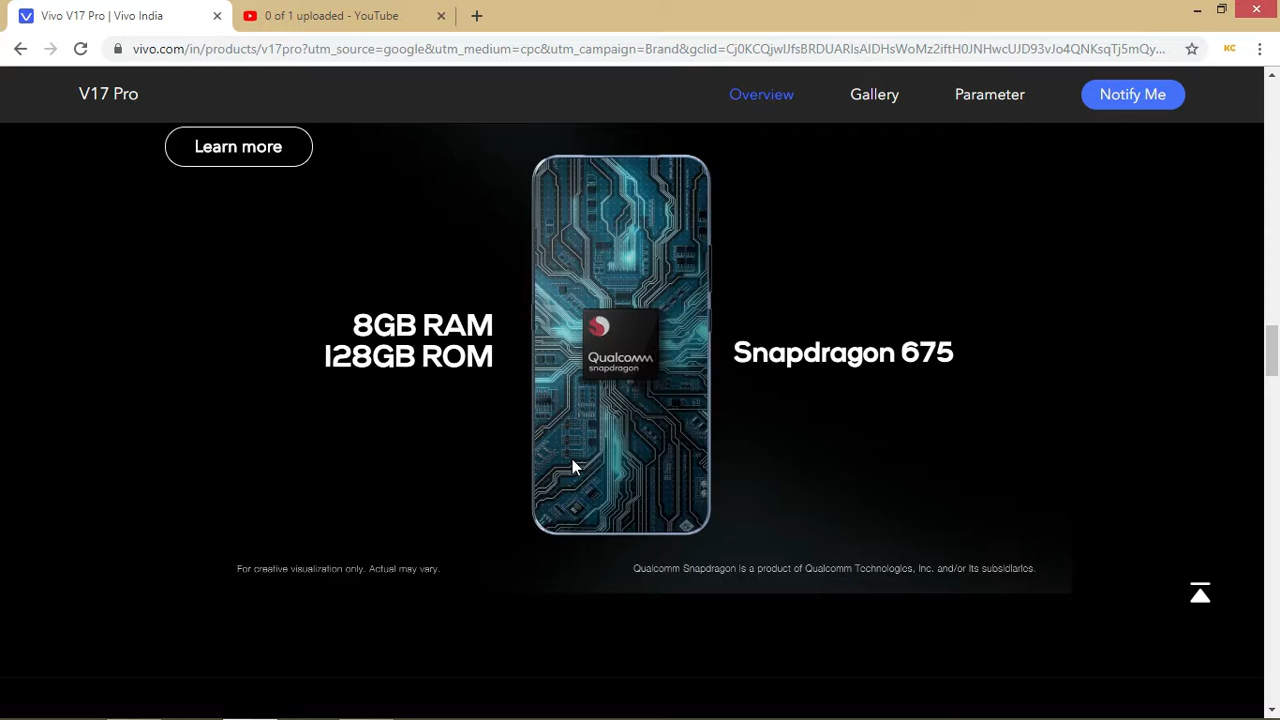 Vivo V17 Pro | Vivo India
0 of 1 uploaded - YouTube
vivo.com/in/products/v17pro?utm_source=google&utm_medium=cpc&utm_campaign=Brand&gclid=Cj0KCQjwlJfsBRDUARIsAIDHsWoMz2iftH0JNHwcUJD93vJo4QNKsqTj5mQy...
KC
V17 Pro
Overview
Gallery
Parameter
Notify Me
Learn more
8GB RAM
128GB ROM
Qualcomm
snapdragon
Snapdragon 675
For creative visualization only. Actual may vary.
Qualcomm Snapdragon is a product of Qualcomm Technologies, Inc. and/or its subsidiaries.